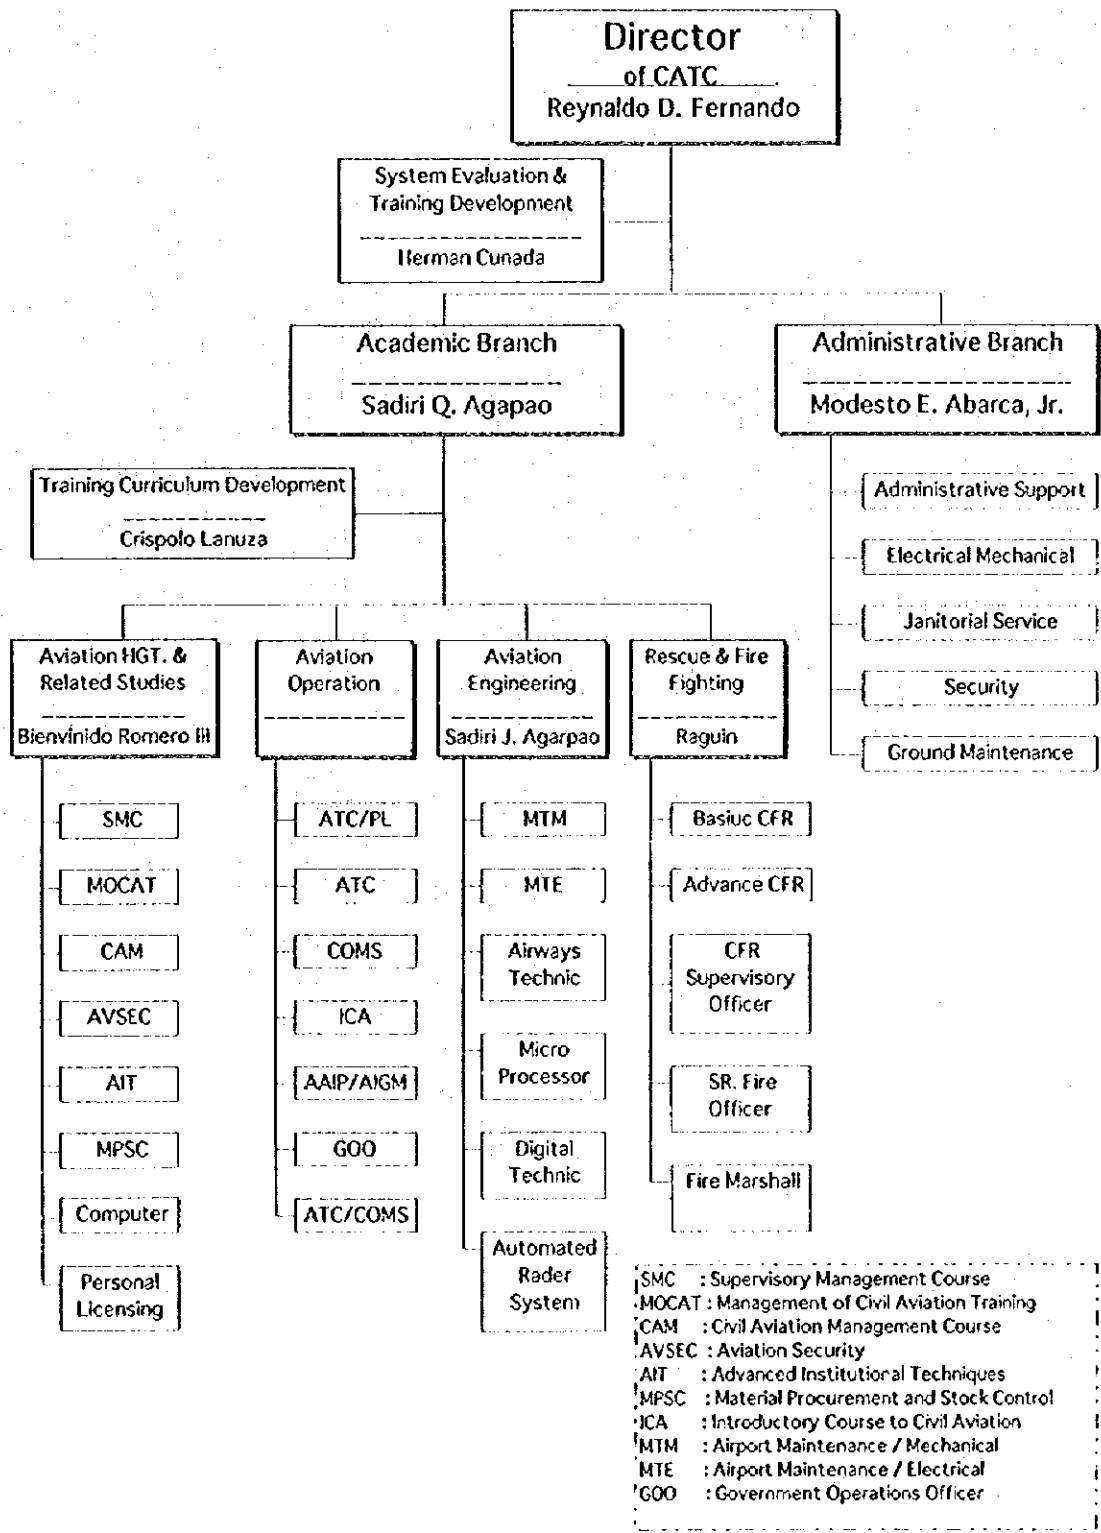 Director
of CATC
Reynaldo D. Fernando
System Evaluation &
Training Development
Herman Cunada
Academic Branch
Sadiri Q. Agapao
Administrative Branch
Modesto E. Abarca, Jr.
Training Curriculum Development
Crispolo Lanuza
Administrative Support
Electrical Mechanical
Janitorial Service
Security
Ground Maintenance
Aviation HGT. &
Related Studies
Bienvinido Romero III
Aviation
Operation
Aviation
Engineering
Sadiri J. Agarpao
Rescue & Fire
Fighting
Raguin
SMC
MOCAT
CAM
AVSEC
AIT
MPSC
Computer
Personal
Licensing
ATC/PL
ATC
COMS
ICA
AAIP/AIGM
GOO
ATC/COMS
MTM
MTE
Airways
Technic
Micro
Processor
Digital
Technic
Automated
Rader
System
Basiuc CFR
Advance CFR
CFR
Supervisory
Officer
SR. Fire
Officer
Fire Marshall
SMC : Supervisory Management Course
MOCAT : Management of Civil Aviation Training
CAM : Civil Aviation Management Course
AVSEC : Aviation Security
AIT : Advanced Institutional Techniques
MPSC : Material Procurement and Stock Control
ICA : Introductory Course to Civil Aviation
MTM : Airport Maintenance / Mechanical
MTE : Airport Maintenance / Electrical
GOO : Government Operations Officer